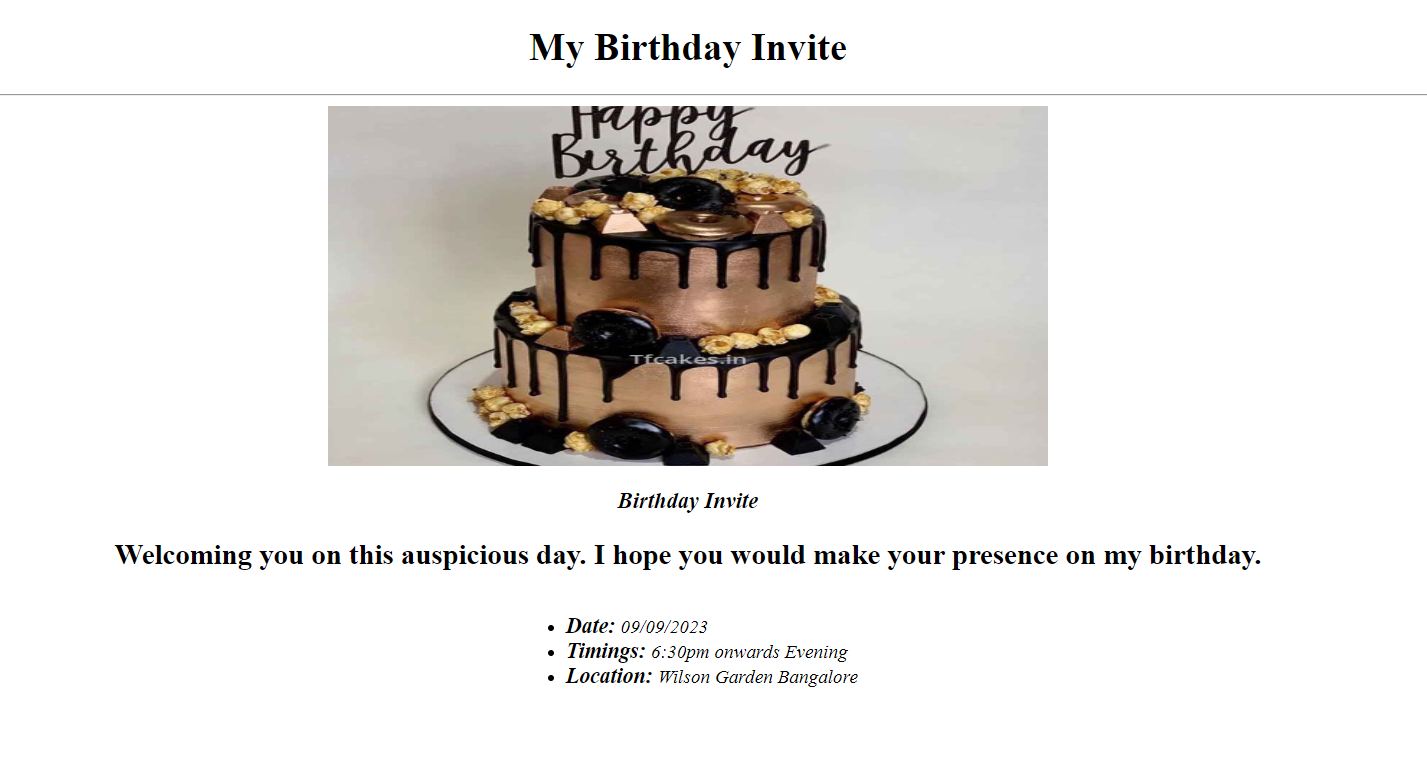 My Birthday Invite
Happy
Birthday
Tfcakes.in
Birthday Invite
Welcoming you on this auspicious day. I hope you would make your presence on my birthday.
Date: 09/09/2023
Timings: 6:30pm onwards Evening
Location: Wilson Garden Bangalore